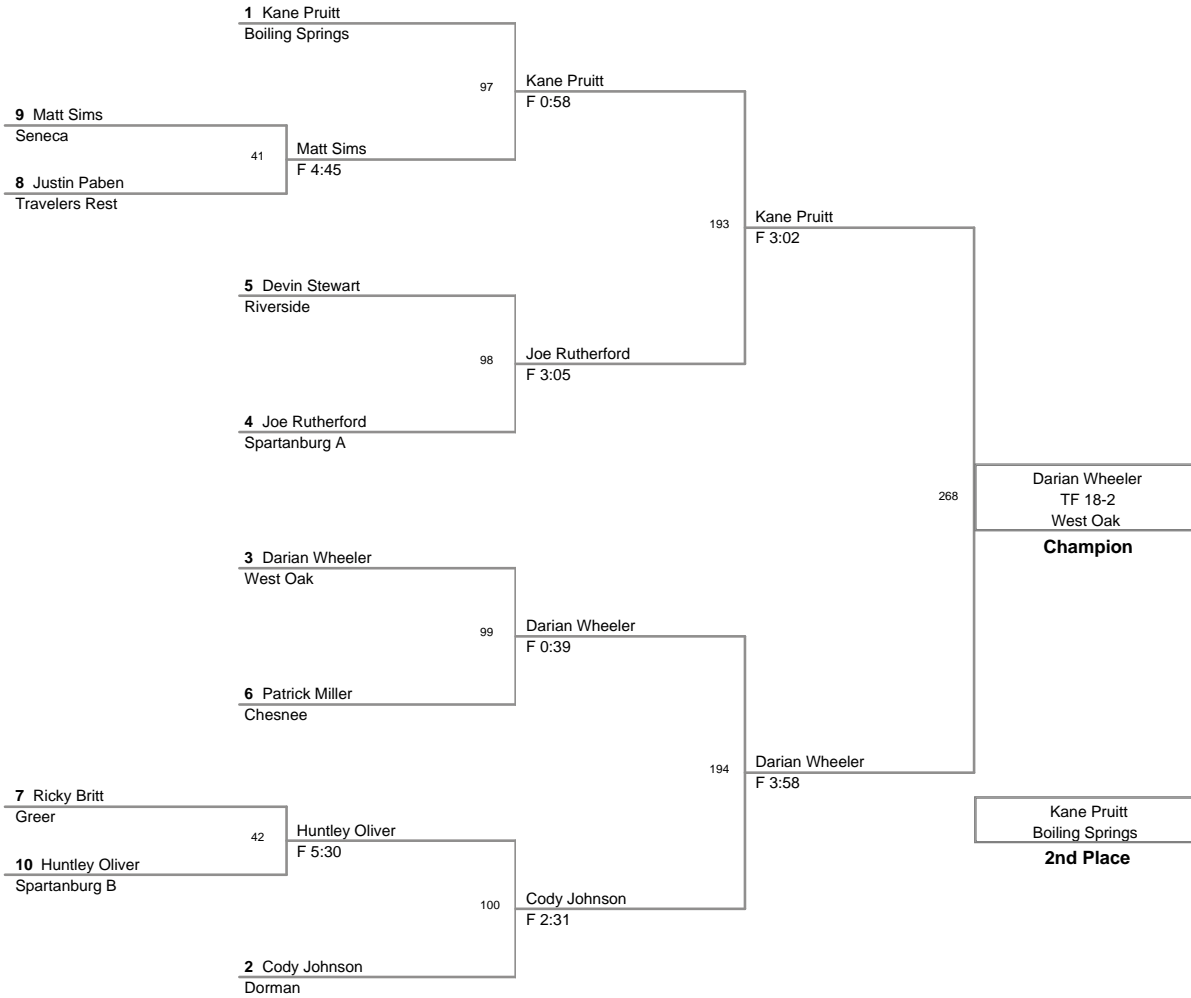 1 Kane Pruitt
Boiling Springs
97
Kane Pruitt
F 0:58
9 Matt Sims
Seneca
41
Matt Sims
F 4:45
8 Justin Paben
Travelers Rest
193
Kane Pruitt
F 3:02
5 Devin Stewart
Riverside
98
Joe Rutherford
F 3:05
4 Joe Rutherford
Spartanburg A
268
Darian Wheeler
TF 18-2
West Oak
Champion
3 Darian Wheeler
West Oak
99
Darian Wheeler
F 0:39
6 Patrick Miller
Chesnee
194
Darian Wheeler
F 3:58
7 Ricky Britt
Greer
42
Huntley Oliver
F 5:30
10 Huntley Oliver
Spartanburg B
Kane Pruitt
Boiling Springs
2nd Place
100
Cody Johnson
F 2:31
2 Cody Johnson
Dorman